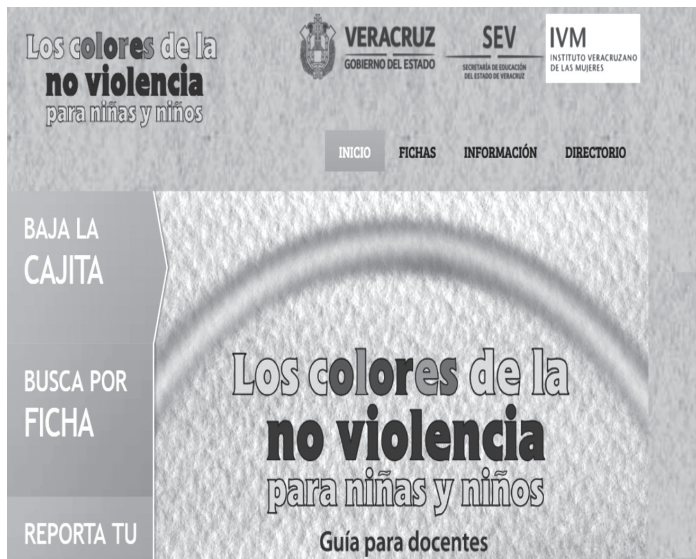 Los colores de la
no violencia
para niñas y niños
VERACRUZ
GOBIERNO DEL ESTADO
SEV
SECRETARÍA DE EDUCACIÓN
DEL ESTADO DE VERACRUZ
IVM
INSTITUTO VERACRUZANO
DE LAS MUJERES
INICIO FICHAS INFORMACIÓN DIRECTORIO
BAJA LA
CAJITA
BUSCA POR
FICHA
REPORTA TU
Los colores de la
no violencia
para niñas y niños
Guía para docentes